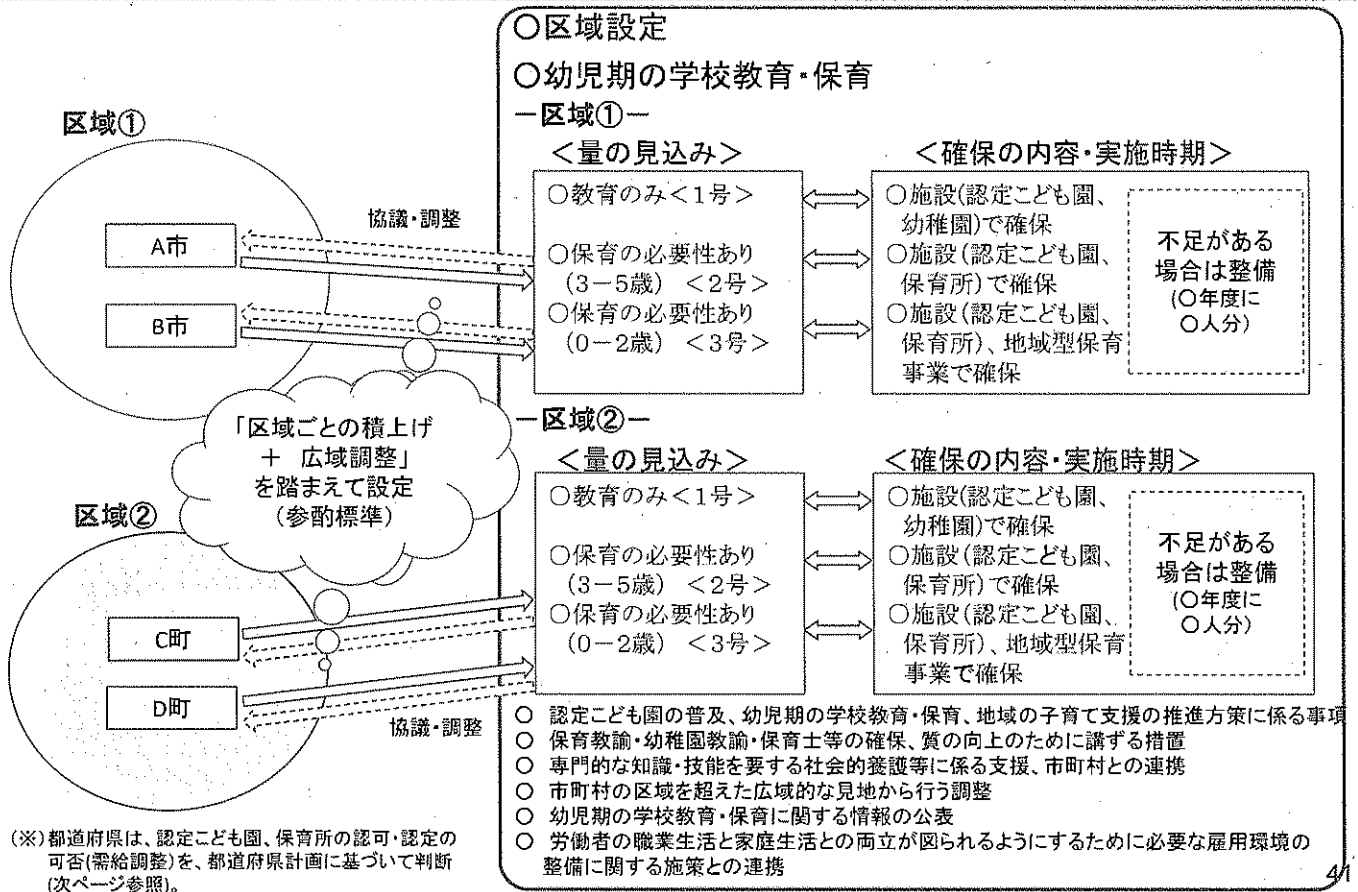 ○区域設定
○幼児期の学校教育・保育
区域①
A市
B市
協議・調整
「区域ごとの積上げ
+ 広域調整」
を踏まえて設定
(参酌標準)
区域②
C町
D町
協議・調整
(※)都道府県は、認定こども園、保育所の認可・認定の
可否(需給調整)を、都道府県計画に基づいて判断
(次ページ参照)。
-区域①-
<量の見込み>
○教育のみ<1号>
○保育の必要性あり
(3-5歳) <2号>
○保育の必要性あり
(0-2歳) <3号>
<確保の内容・実施時期>
○施設(認定こども園、
幼稚園)で確保
○施設(認定こども園、
保育所)で確保
○施設(認定こども園、
保育所)、地域型保育
事業で確保
不足がある
場合は整備
(○年度に
○人分)
-区域②-
<量の見込み>
○教育のみ<1号>
○保育の必要性あり
(3-5歳) <2号>
○保育の必要性あり
(0-2歳) <3号>
<確保の内容・実施時期>
○施設(認定こども園、
幼稚園)で確保
○施設(認定こども園、
保育所)で確保
○施設(認定こども園、
保育所)、地域型保育
事業で確保
不足がある
場合は整備
(○年度に
○人分)
○ 認定こども園の普及、幼児期の学校教育・保育、地域の子育て支援の推進方策に係る事項
○ 保育教諭・幼稚園教諭・保育士等の確保、質の向上のために講ずる措置
○ 専門的な知識・技能を要する社会的養護等に係る支援、市町村との連携
○ 市町村の区域を超えた広域的な見地から行う調整
○ 幼児期の学校教育・保育に関する情報の公表
○ 労働者の職業生活と家庭生活との両立が図られるようにするために必要な雇用環境の
整備に関する施策との連携
41